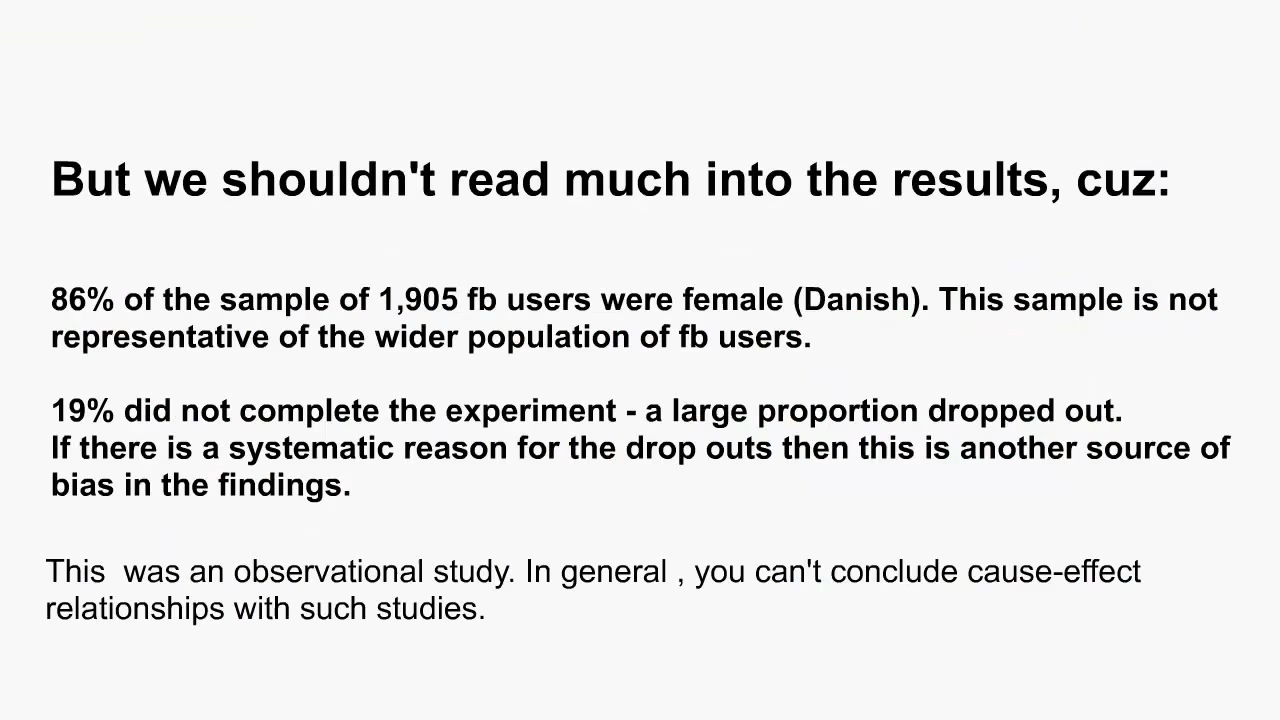 But we shouldn't read much into the results, cuz:
86% of the sample of 1,905 fb users were female (Danish). This sample is not
representative of the wider population of fb users.
19% did not complete the experiment - a large proportion dropped out.
If there is a systematic reason for the drop outs then this is another source of
bias in the findings.
This  was an observational study. In general , you can't conclude cause-effect
relationships with such studies.